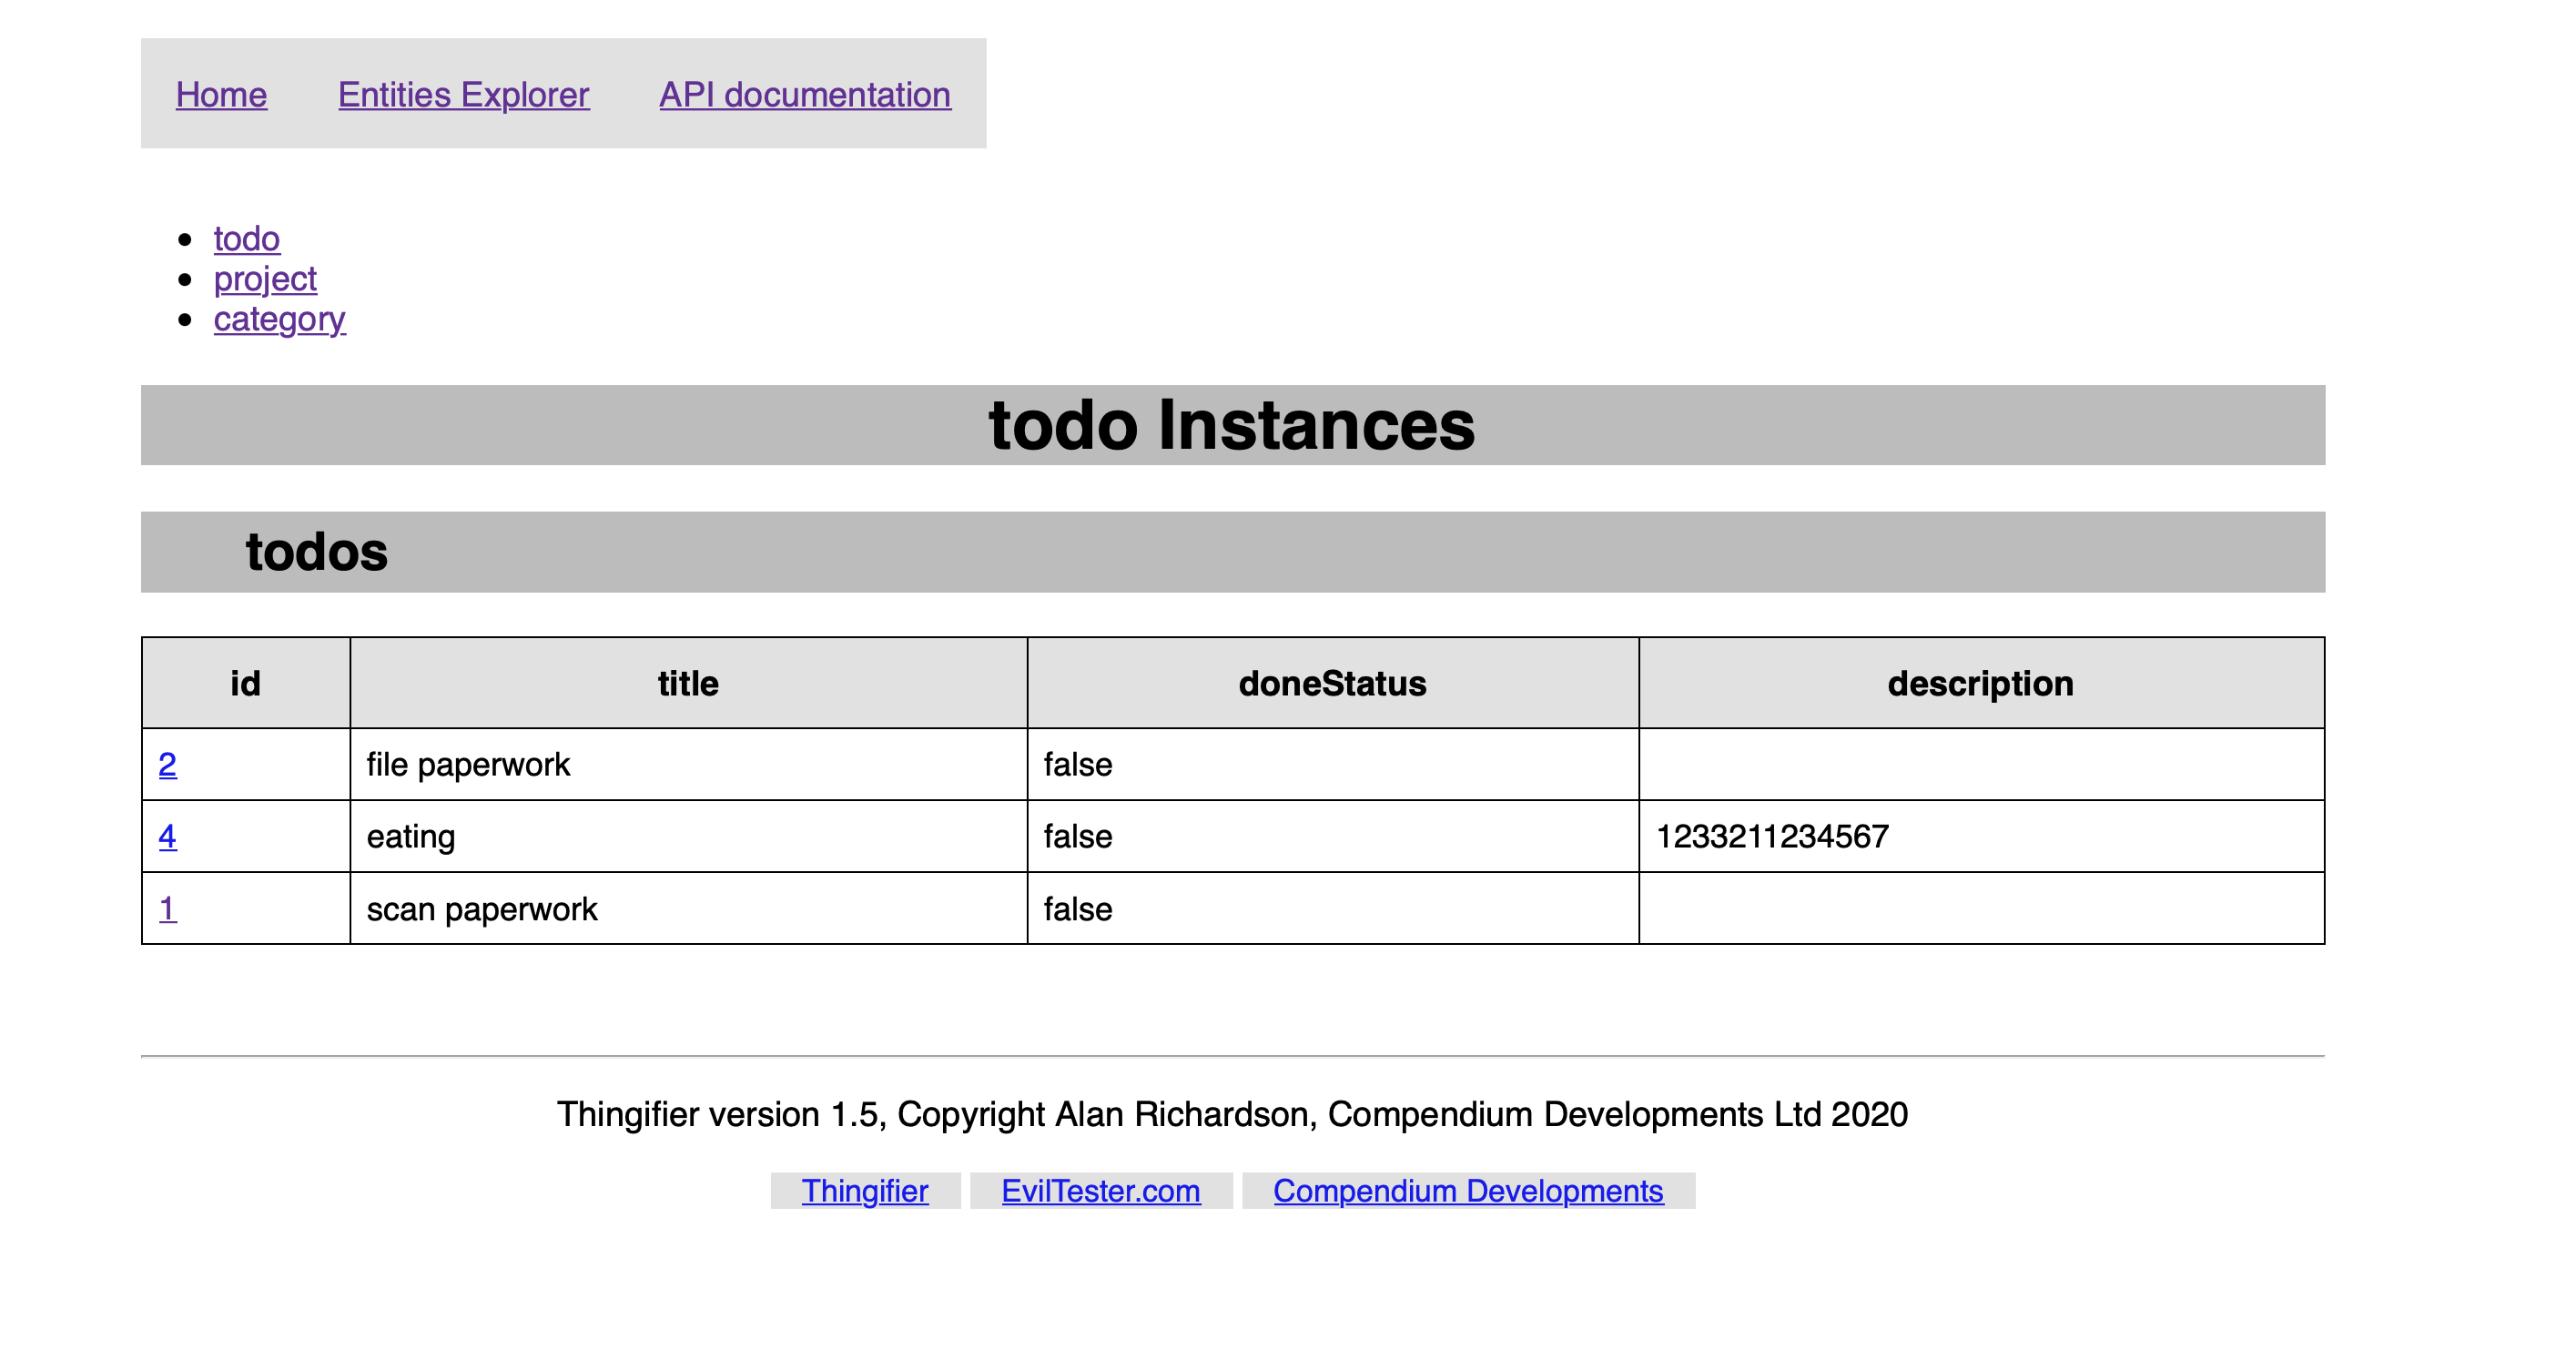 Home Entities Explorer API documentation
todo
project
category
todo Instances
todos
id title doneStatus description
2 file paperwork false
4 eating false 1233211234567
1 scan paperwork false
Thingifier version 1.5, Copyright Alan Richardson, Compendium Developments Ltd 2020
Thingifier EvilTester.com Compendium Developments